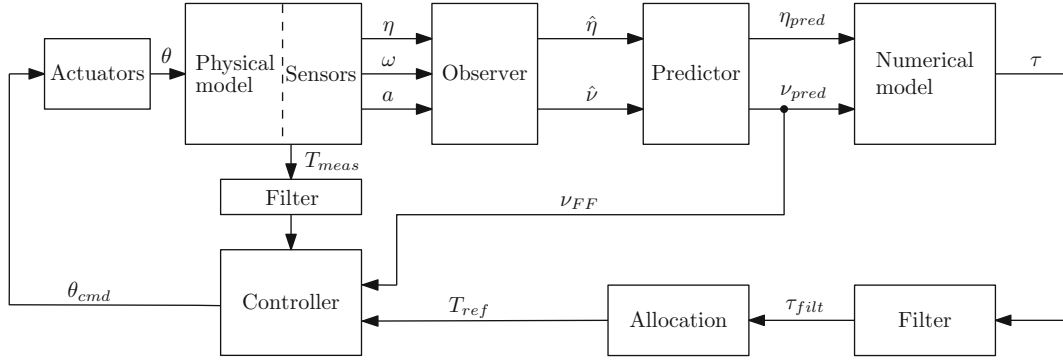 Actuators
θ
Physical
model
Sensors
η
ω
a
Observer
η̂
ν̂
Predictor
η_pred
ν_pred
Numerical
model
τ
T_meas
Filter
ν_FF
θ_cmd
Controller
T_ref
Allocation
τ_filt
Filter